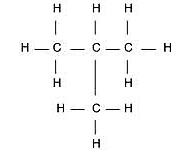 H H H
H — C — C — C — H
H H
H — C — H
H